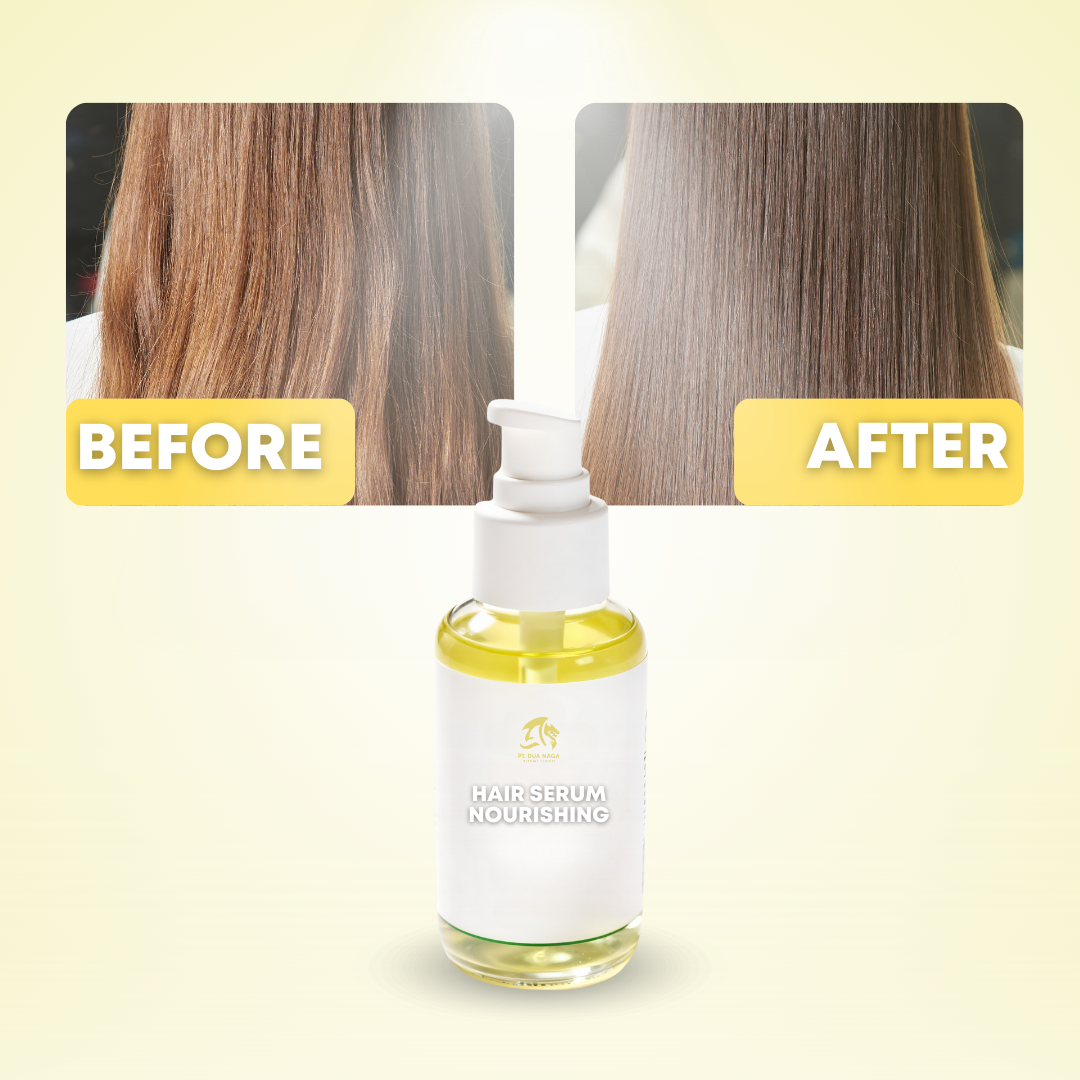 BEFORE
AFTER
PT. DUA NAGA
HAIR SERUM
NOURISHING